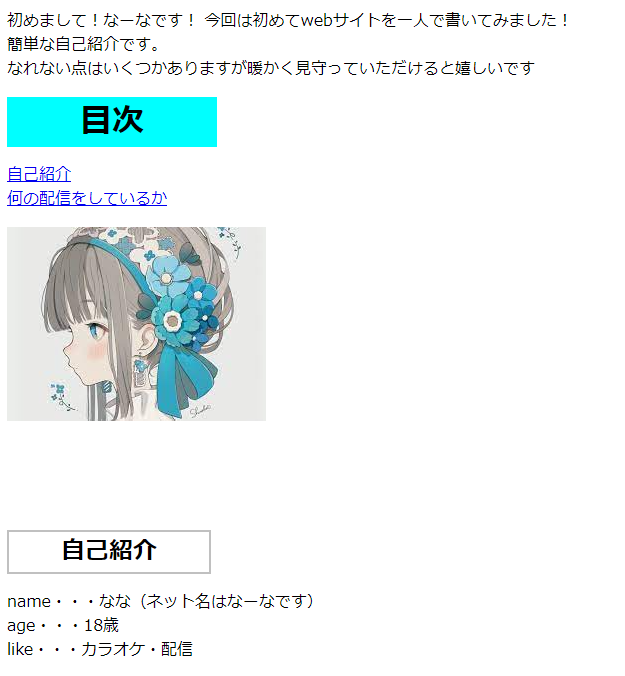 初めまして！なーなです！ 今回は初めてwebサイトを一人で書いてみました！
簡単な自己紹介です。
なれない点はいくつかありますが暖かく見守っていただけると嬉しいです
目次
自己紹介
何の配信をしているか
自己紹介
name・・・なな（ネット名はなーなです）
age・・・18歳
like・・・カラオケ・配信